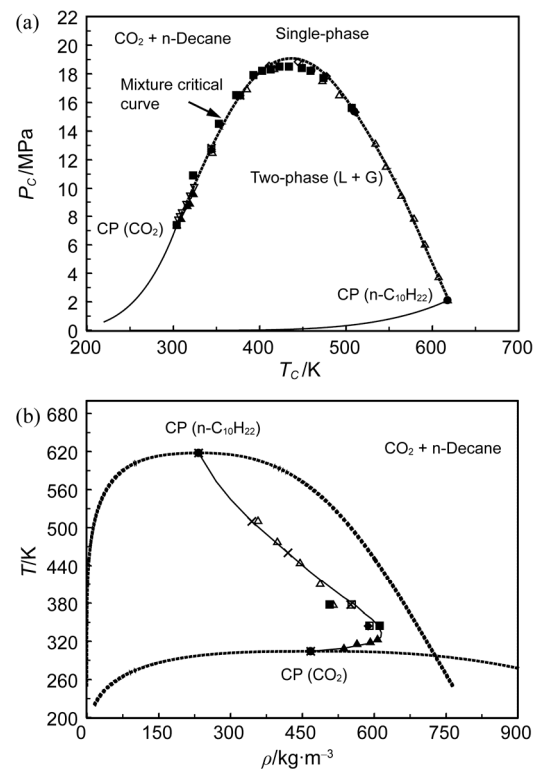 (a)
22
20
18
16
14
12
10
8
6
4
2
0
P_C/MPa
CO₂ + n-Decane
Single-phase
Mixture critical
curve
Two-phase (L + G)
CP (CO₂)
CP (n-C₁₀H₂₂)
200 300 400 500 600 700
T_C/K
(b)
680
620
560
500
440
380
320
260
200
T/K
CP (n-C₁₀H₂₂)
CO₂ + n-Decane
CP (CO₂)
0 150 300 450 600 750 900
ρ/kg·m⁻³